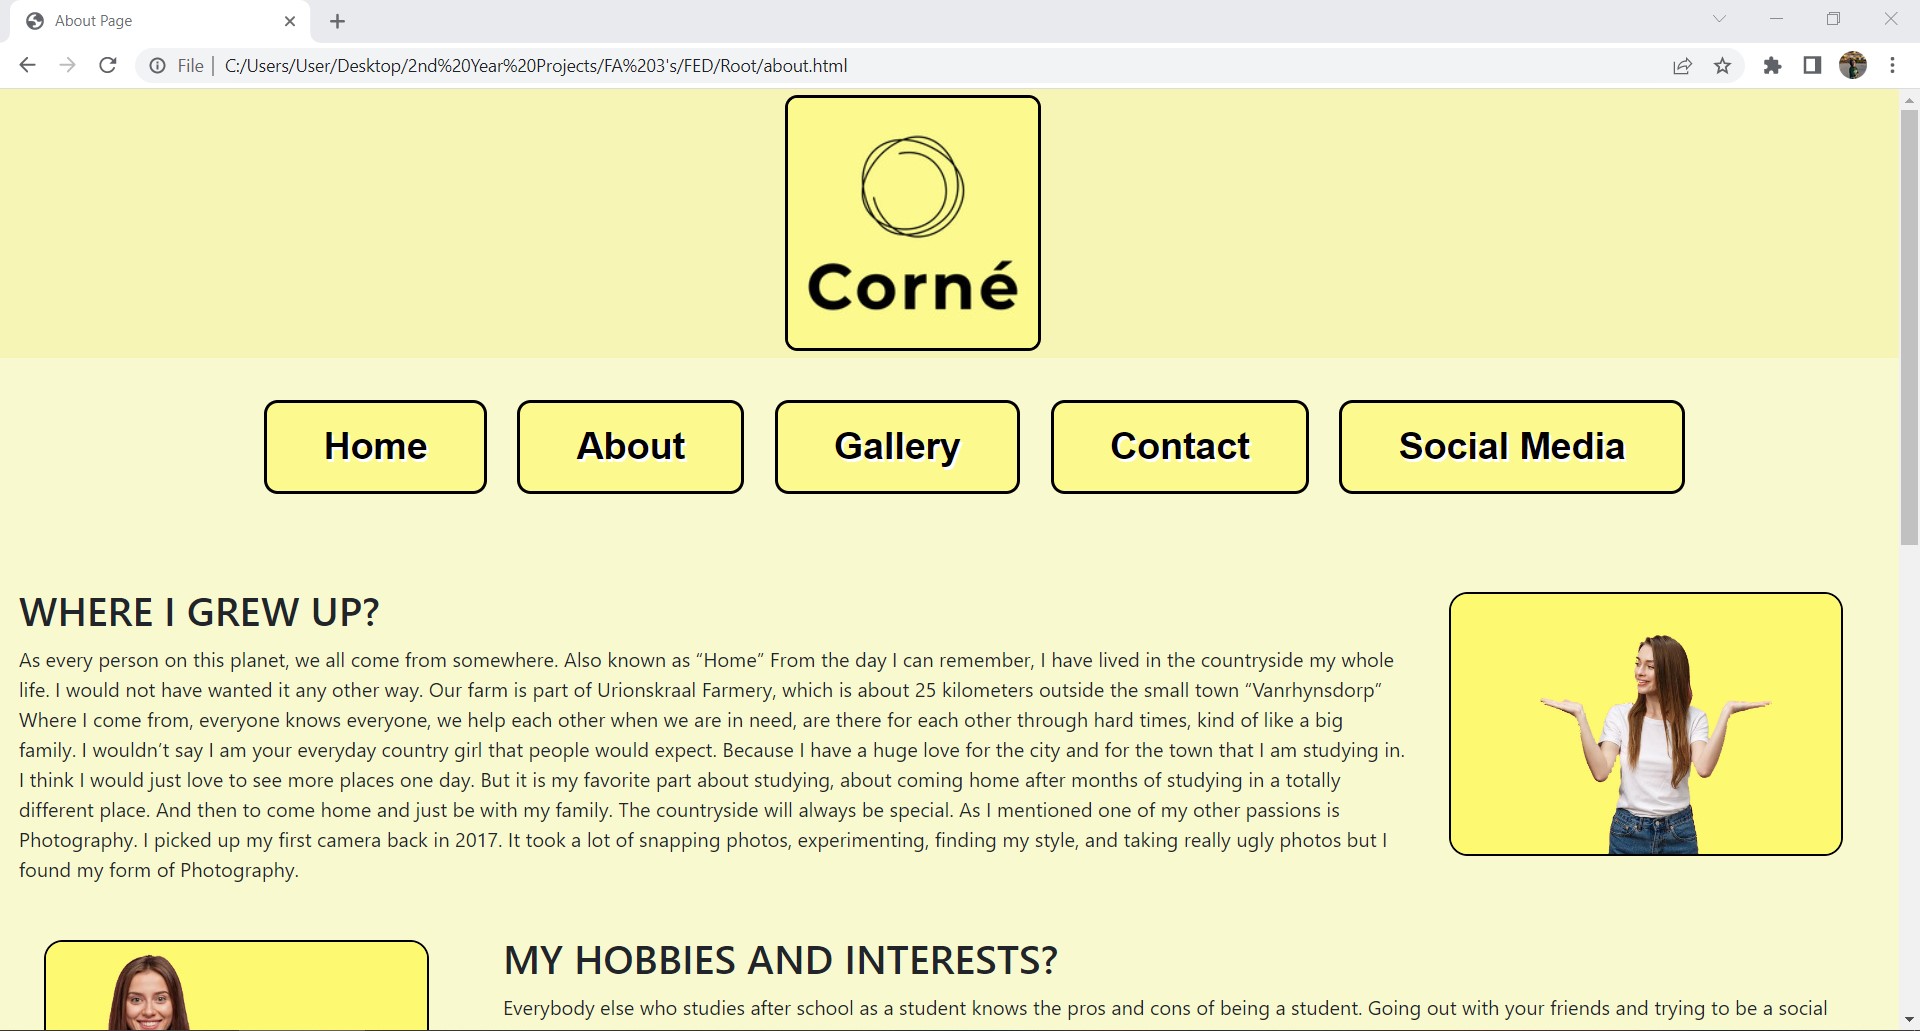 About Page
File | C:/Users/User/Desktop/2nd%20Year%20Projects/FA%203's/FED/Root/about.html
Corné
Home About Gallery Contact Social Media
WHERE I GREW UP?
As every person on this planet, we all come from somewhere. Also known as “Home” From the day I can remember, I have lived in the countryside my whole
life. I would not have wanted it any other way. Our farm is part of Urionskraal Farmery, which is about 25 kilometers outside the small town “Vanrhynsdorp”
Where I come from, everyone knows everyone, we help each other when we are in need, are there for each other through hard times, kind of like a big
family. I wouldn’t say I am your everyday country girl that people would expect. Because I have a huge love for the city and for the town that I am studying in.
I think I would just love to see more places one day. But it is my favorite part about studying, about coming home after months of studying in a totally
different place. And then to come home and just be with my family. The countryside will always be special. As I mentioned one of my other passions is
Photography. I picked up my first camera back in 2017. It took a lot of snapping photos, experimenting, finding my style, and taking really ugly photos but I
found my form of Photography.
MY HOBBIES AND INTERESTS?
Everybody else who studies after school as a student knows the pros and cons of being a student. Going out with your friends and trying to be a social